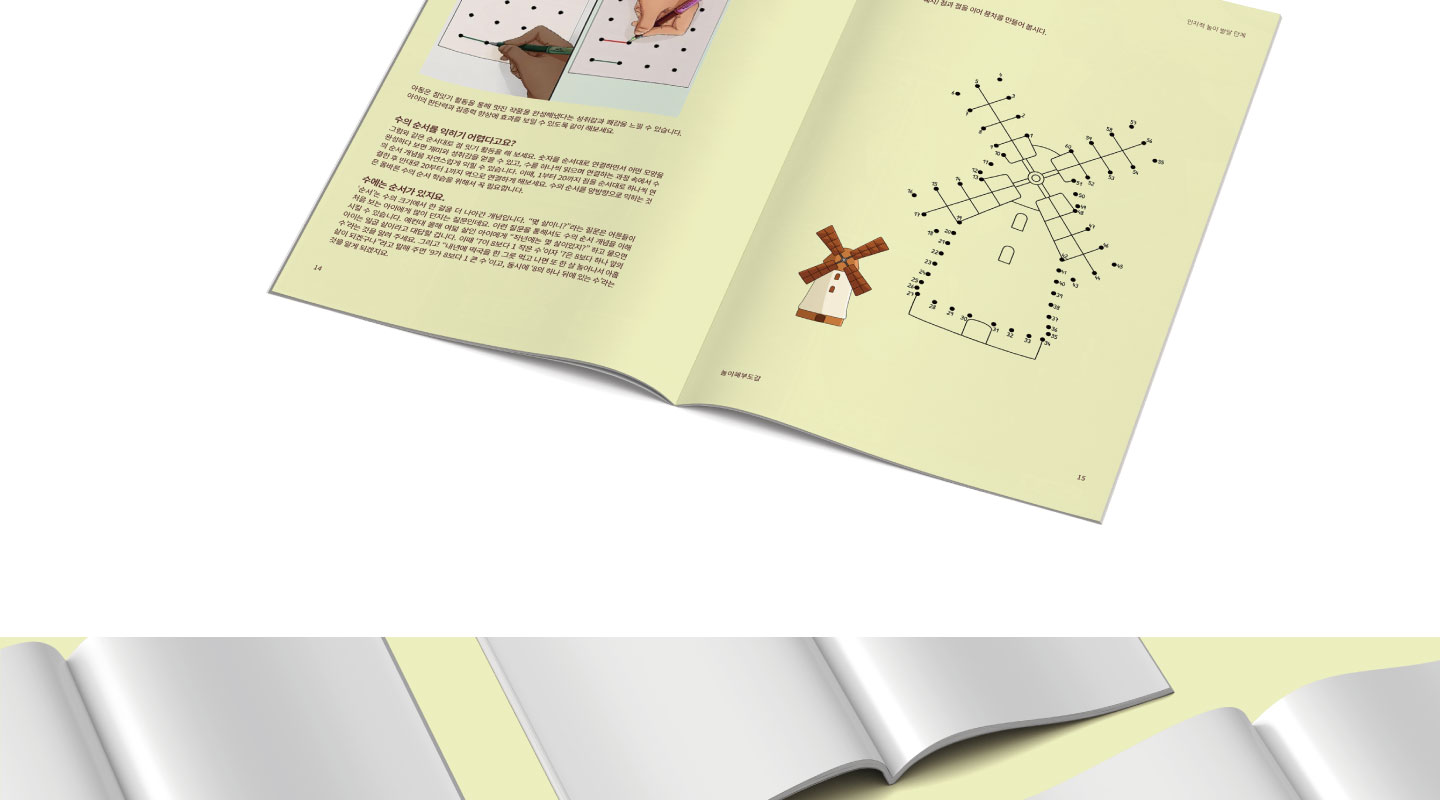 아동은 점잇기 활동을 통해 멋진 작품을 완성해냈다는 성취감과 쾌감을 느낄 수 있습니다.
아이의 판단력과 집중력 향상에 효과를 보일 수 있도록 같이 해보세요.
수의 순서를 익히기 어렵다고요?
그림와 같은 순서대로 점 잇기 활동을 해 보세요. 숫자를 순서대로 연결하면서 어떤 모양을
완성하다 보면 재미와 성취감을 얻을 수 있고, 수를 하나씩 읽으며 연결하는 과정 속에서 수
의 순서 개념을 자연스럽게 익힐 수 있습니다. 이때, 1부터 20까지 점을 순서대로 하나씩 연
결한 후 반대로 20부터 1까지 역으로 연결하게 해보세요. 수의 순서를 양방향으로 익히는 것
은 올바른 수의 순서 학습을 위해서 꼭 필요합니다.
수에는 순서가 있지요.
'순서'는 수의 크기에서 한 걸음 더 나아간 개념입니다. "몇 살이니?"라는 질문은 어른들이
처음 보는 아이에게 많이 던지는 질문인데요. 이런 질문을 통해서도 수의 순서 개념을 이해
시킬 수 있습니다. 예컨대 올해 여덟 살인 아이에게 "작년에는 몇 살이었지?" 하고 물으면
아이는 일곱 살이라고 대답할 겁니다. 이때 '7이 8보다 1 작은 수'이자 '7은 8보다 하나 앞의
수'라는 것을 알려 주세요. 그리고 "내년에 떡국을 한 그릇 먹고 나면 또 한 살 늘어나서 아홉
살이 되겠구나"라고 말해 주면 '9가 8보다 1 큰 수'이고, 동시에 '8의 하나 뒤에 있는 수'라는
것을 알게 되겠지요.
14
점과 점을 이어 풍차를 만들어 봅시다.
인지적 놀이 발달 단계
놀이해부도감
15